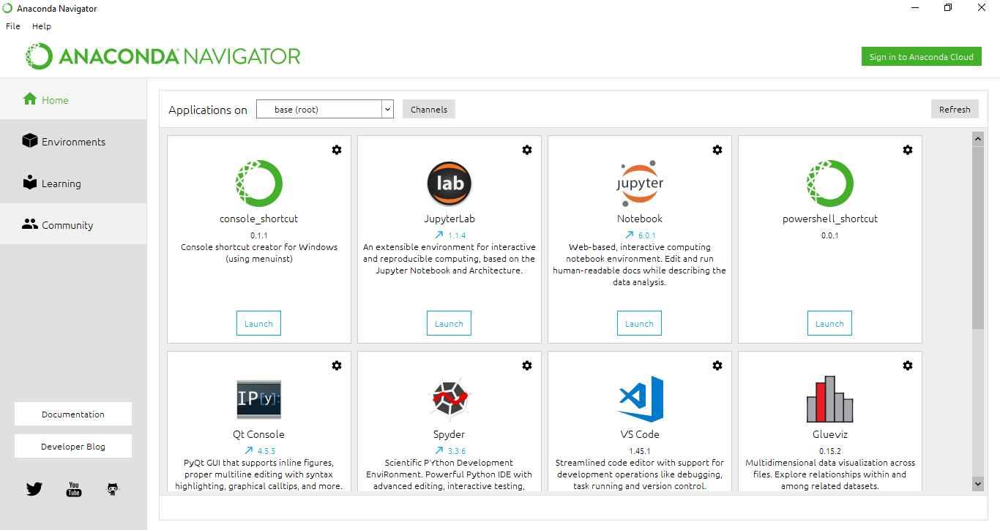 Anaconda Navigator
File Help
ANACONDA NAVIGATOR
Sign in to Anaconda Cloud
Home
Environments
Learning
Community
Documentation
Developer Blog
You
Tube
Applications on base (root) Channels Refresh
console_shortcut
0.1.1
Console shortcut creator for Windows
(using menuinst)
Launch
lab
JupyterLab
1.1.4
An extensible environment for interactive
and reproducible computing, based on the
Jupyter Notebook and Architecture.
Launch
jupyter
Notebook
6.0.1
Web-based, interactive computing
notebook environment. Edit and run
human-readable docs while describing the
data analysis.
Launch
powershell_shortcut
0.0.1
Launch
IP[y]:
Qt Console
4.5.5
PyQt GUI that supports inline figures,
proper multiline editing with syntax
highlighting, graphical calltips, and more.
Spyder
3.3.6
Scientific PYthon Development
EnviRonment. Powerful Python IDE with
advanced editing, interactive testing,
VS Code
1.45.1
Streamlined code editor with support for
development operations like debugging,
task running and version control.
Glueviz
0.15.2
Multidimensional data visualization across
files. Explore relationships within and
among related datasets.